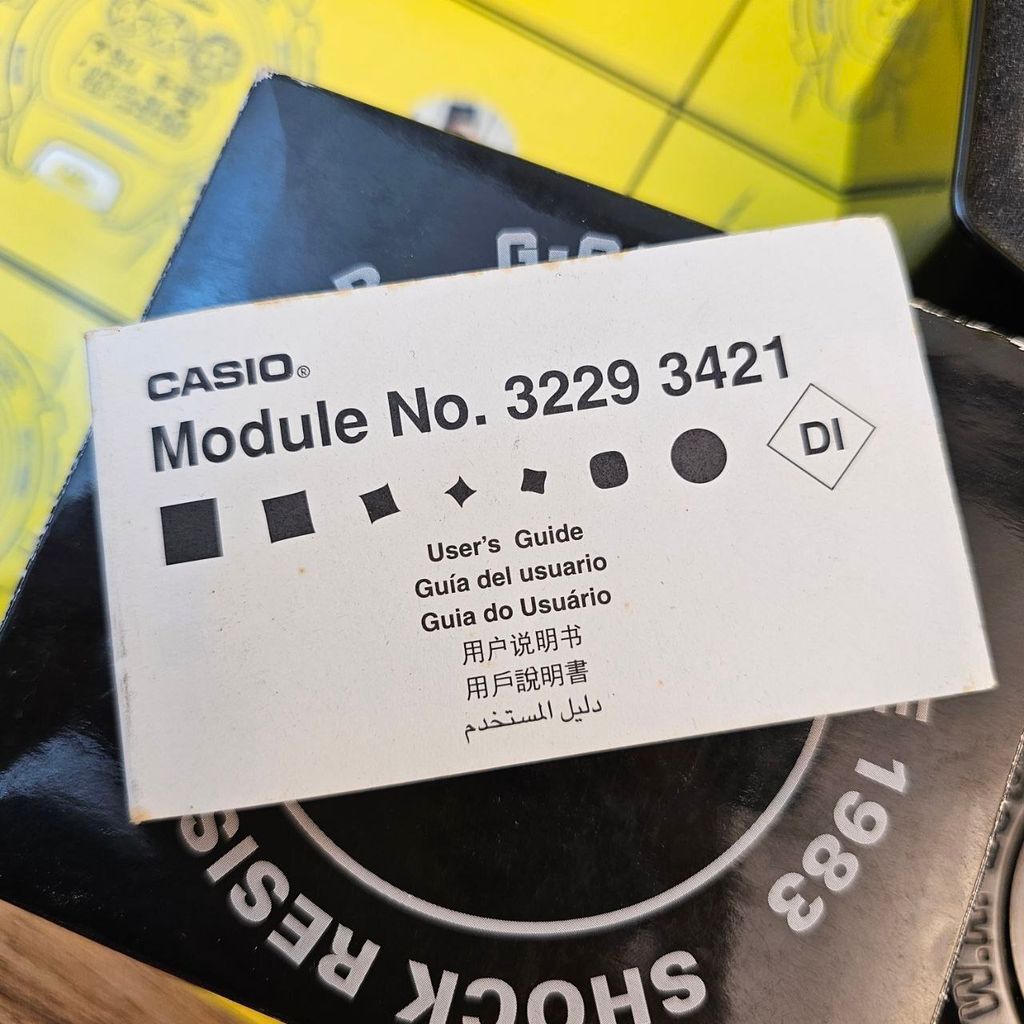 G-
CASIO®
Module No. 3229 3421
DI
User's Guide
Guía del usuario
Guia do Usuário
用户说明书
用戶說明書
دليل المستخدم
1983
SHOCK RESIS